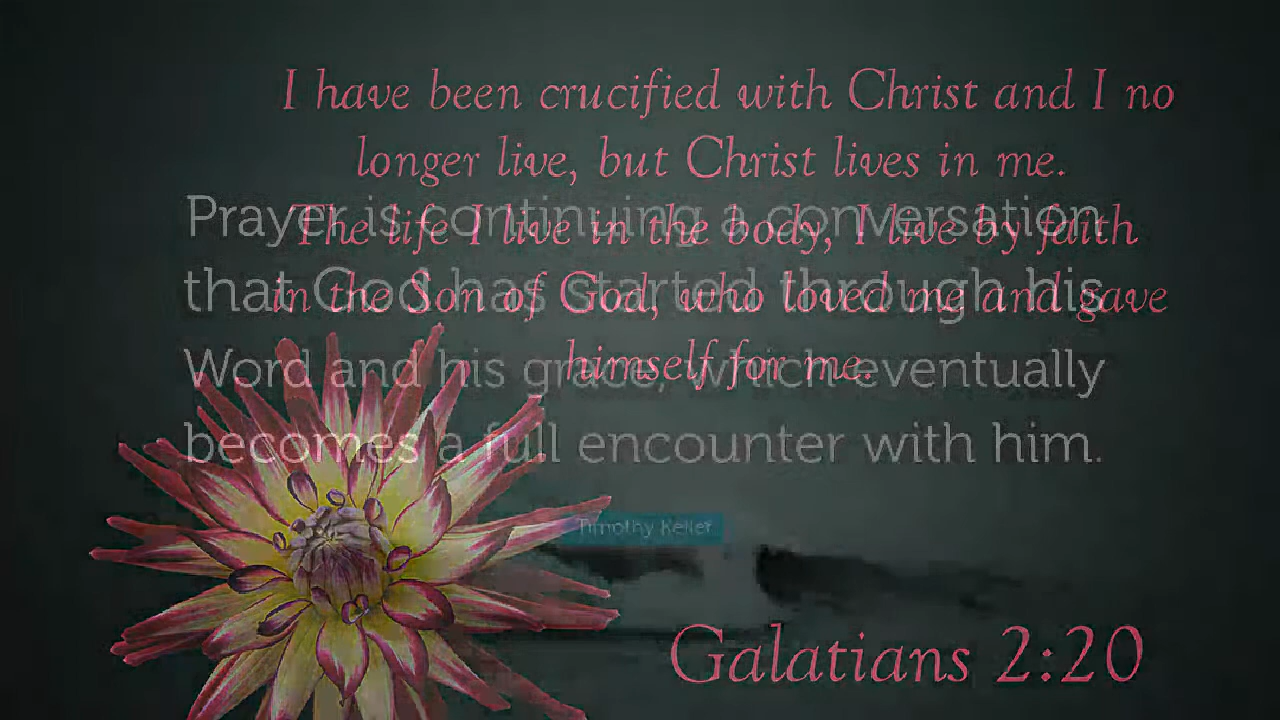 I have been crucified with Christ and I no
longer live, but Christ lives in me.
The life I live in the body, I live by faith
in the Son of God, who loved me and gave
himself for me.
Galatians 2:20
Prayer is continuing a conversation
that God has started through his
Word and his grace, which eventually
becomes a full encounter with him.
Timothy Keller